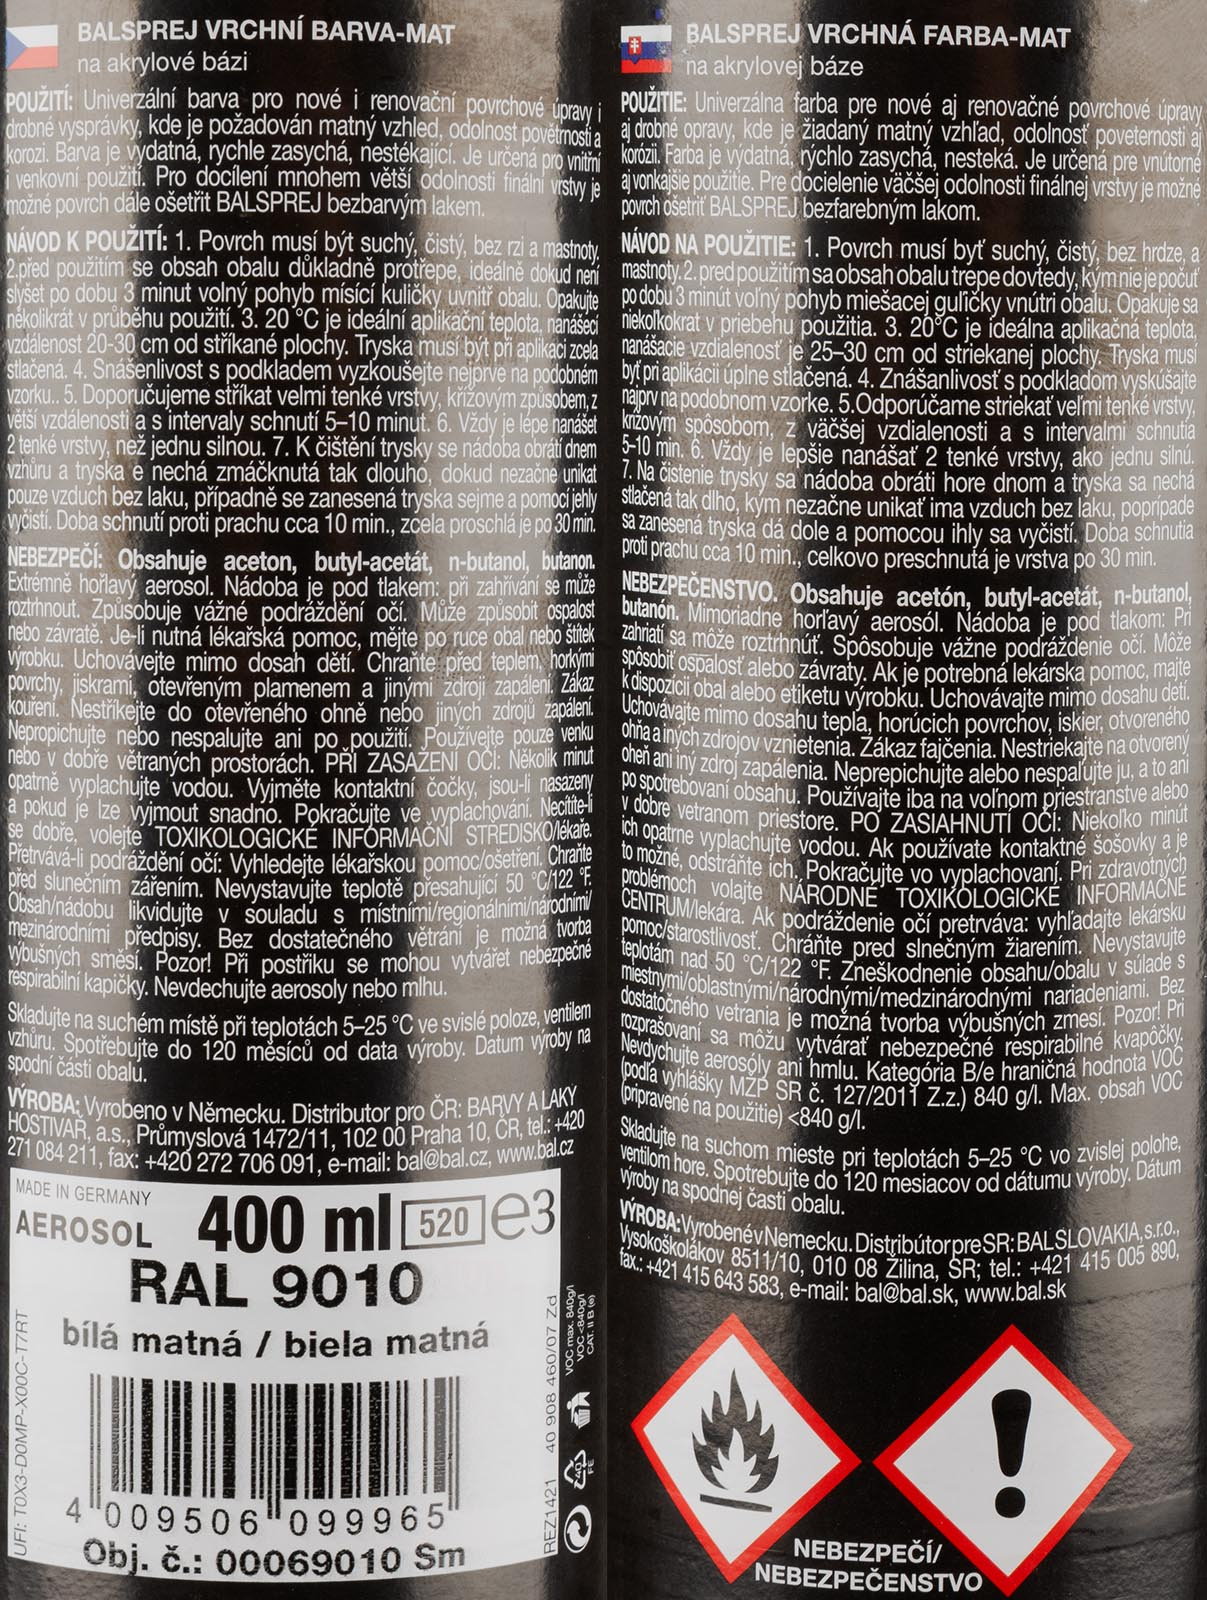 BALSPREJ VRCHNÍ BARVA-MAT
na akrylové bázi
POUŽITÍ: Univerzální barva pro nové i renovační povrchové úpravy i
drobné vysprávky, kde je požadován matný vzhled, odolnost povětrnosti a
korozi. Barva je vydatná, rychle zasychá, nestékající. Je určená pro vnitřní
i venkovní použití. Pro docílení mnohem větší odolnosti finální vrstvy je
možné povrch dále ošetřit BALSPREJ bezbarvým lakem.
NÁVOD K POUŽITÍ: 1. Povrch musí být suchý, čistý, bez rzi a mastnoty,
2.před použitím se obsah obalu důkladně protřepe, ideálně dokud není
slyšet po dobu 3 minut volný pohyb mísící kuličky uvnitř obalu. Opakujte
několikrát v průběhu použití. 3. 20 °C je ideální aplikační teplota, nanášecí
vzdálenost 20-30 cm od stříkané plochy. Tryska musí být při aplikaci zcela
stlačená. 4. Snášenlivost s podkladem vyzkoušejte nejprve na podobném
vzorku.. 5. Doporučujeme stříkat velmi tenké vrstvy, křížovým způsobem, z
větší vzdálenosti a s intervaly schnutí 5–10 minut. 6. Vždy je lépe nanášet
2 tenké vrstvy, než jednu silnou. 7. K čištění trysky se nádoba obrátí dnem
vzhůru a tryska e nechá zmáčknutá tak dlouho, dokud nezačne unikat
pouze vzduch bez laku, případně se zanesená tryska sejme a pomocí jehly
vyčistí. Doba schnutí proti prachu cca 10 min., zcela proschlá je po 30 min.
NEBEZPEČÍ: Obsahuje aceton, butyl-acetát, n-butanol, butanon.
Extrémně hořlavý aerosol. Nádoba je pod tlakem: při zahřívání se může
roztrhnout. Způsobuje vážné podráždění očí. Může způsobit ospalost
nebo závratě. Je-li nutná lékařská pomoc, mějte po ruce obal nebo štítek
výrobku. Uchovávejte mimo dosah dětí. Chraňte před teplem, horkými
povrchy, jiskrami, otevřeným plamenem a jinými zdroji zapálení. Zákaz
kouření. Nestříkejte do otevřeného ohně nebo jiných zdrojů zapálení.
Nepropichujte nebo nespalujte ani po použití. Používejte pouze venku
nebo v dobře větraných prostorách. PŘI ZASAŽENÍ OČÍ: Několik minut
opatrně vyplachujte vodou. Vyjměte kontaktní čočky, jsou-li nasazeny
a pokud je lze vyjmout snadno. Pokračujte ve vyplachování. Necítíte-li
se dobře, volejte TOXIKOLOGICKÉ INFORMAČNÍ STŘEDISKO/lékaře.
Přetrvává-li podráždění očí: Vyhledejte lékařskou pomoc/ošetření. Chraňte
před slunečním zářením. Nevystavujte teplotě přesahující 50 °C/122 °F.
Obsah/nádobu likvidujte v souladu s místními/regionálními/národními/
mezinárodními předpisy. Bez dostatečného větrání je možná tvorba
výbušných směsí. Pozor! Při postřiku se mohou vytvářet nebezpečné
respirabilní kapičky. Nevdechujte aerosoly nebo mlhu.
Skladujte na suchém místě při teplotách 5–25 °C ve svislé poloze, ventilem
vzhůru. Spotřebujte do 120 měsíců od data výroby. Datum výroby na
spodní části obalu.
VÝROBA: Vyrobeno v Německu. Distributor pro ČR: BARVY A LAKY
HOSTIVAŘ, a.s., Průmyslová 1472/11, 102 00 Praha 10, ČR, tel.: +420
271 084 211, fax: +420 272 706 091, e-mail: bal@bal.cz, www.bal.cz
MADE IN GERMANY
AEROSOL 400 ml 520 e3
RAL 9010
bílá matná / biela matná
4 009506 099965
Obj. č.: 00069010 Sm
UFI: T0X3-D0MP-X00C-T7RT
REZ1421 40 908 460/07 Zd
VOC max. 840g/l
VOC <840g/l
CAT. II B (e)
40
FE
BALSPREJ VRCHNÁ FARBA-MAT
na akrylovej báze
POUŽITIE: Univerzálna farba pre nové aj renovačné povrchové úpravy
aj drobné opravy, kde je žiadaný matný vzhľad, odolnosť poveternosti aj
korózii. Farba je výdatná, rýchlo zasychá, nesteká. Je určená pre vnútorné
aj vonkajšie použitie. Pre docielenie väčšej odolnosti finálnej vrstvy je možné
povrch ošetriť BALSPREJ bezfarebným lakom.
NÁVOD NA POUŽITIE: 1. Povrch musí byť suchý, čistý, bez hrdze, a
mastnoty. 2. pred použitím sa obsah obalu trepe dovtedy, kým nie je počuť
po dobu 3 minút voľný pohyb miešacej guľičky vnútri obalu. Opakuje sa
niekoľkokrat v priebehu použitia. 3. 20°C je ideálna aplikačná teplota,
nanášacie vzdialenosť je 25–30 cm od striekanej plochy. Tryska musí
byť pri aplikácii úplne stlačená. 4. Znášanlivosť s podkladom vyskúšajte
najprv na podobnom vzorke. 5.Odporúčame striekať veľmi tenké vrstvy,
krížovým spôsobom, z väčšej vzdialenosti a s intervalmi schnutia
5–10 min. 6. Vždy je lepšie nanášať 2 tenké vrstvy, ako jednu silnú.
7. Na čistenie trysky sa nádoba obráti hore dnom a tryska sa nechá
stlačená tak dlho, kým nezačne unikať ima vzduch bez laku, poprípade
sa zanesená tryska dá dole a pomocou ihly sa vyčistí. Doba schnutia
proti prachu cca 10 min., celkovo preschnutá je vrstva po 30 min.
NEBEZPEČENSTVO. Obsahuje acetón, butyl-acetát, n-butanol,
butanón. Mimoriadne horľavý aerosól. Nádoba je pod tlakom: Pri
zahriatí sa môže roztrhnúť. Spôsobuje vážne podráždenie očí. Môže
spôsobiť ospalosť alebo závraty. Ak je potrebná lekárska pomoc, majte
k dispozícii obal alebo etiketu výrobku. Uchovávajte mimo dosahu detí.
Uchovávajte mimo dosahu tepla, horúcich povrchov, iskier, otvoreného
ohňa a iných zdrojov vznietenia. Zákaz fajčenia. Nestriekajte na otvorený
oheň ani iný zdroj zapálenia. Neprepichujte alebo nespaľujte ju, a to ani
po spotrebovaní obsahu. Používajte iba na voľnom priestranstve alebo
v dobre vetranom priestore. PO ZASIAHNUTÍ OČÍ: Niekoľko minút
ich opatrne vyplachujte vodou. Ak používate kontaktné šošovky a je
to možné, odstráňte ich. Pokračujte vo vyplachovaní. Pri zdravotných
problémoch volajte NÁRODNÉ TOXIKOLOGICKÉ INFORMAČNÉ
CENTRUM/lekára. Ak podráždenie očí pretrváva: vyhľadajte lekársku
pomoc/starostlivosť. Chráňte pred slnečným žiarením. Nevystavujte
teplotám nad 50 °C/122 °F. Zneškodnenie obsahu/obalu v súlade s
miestnymi/oblastnými/národnými/medzinárodnými nariadeniami. Bez
dostatočného vetrania je možná tvorba výbušných zmesí. Pozor! Pri
rozprašovaní sa môžu vytvárať nebezpečné respirabilné kvapôčky.
Nevdychujte aerosóly ani hmlu. Kategória B/e hraničná hodnota VOC
(podľa vyhlášky MŽP SR č. 127/2011 Z.z.) 840 g/l. Max. obsah VOC
(pripravené na použitie) <840 g/l.
Skladujte na suchom mieste pri teplotách 5–25 °C vo zvislej polohe,
ventilom hore. Spotrebujte do 120 mesiacov od dátumu výroby. Dátum
výroby na spodnej časti obalu.
VÝROBA: Vyrobené v Nemecku. Distribútor pre SR: BAL SLOVAKIA, s.r.o.,
Vysokoškolákov 8511/10, 010 08 Žilina, SR; tel.: +421 415 005 890,
fax.: +421 415 643 583, e-mail: bal@bal.sk, www.bal.sk
NEBEZPEČÍ/
NEBEZPEČENSTVO